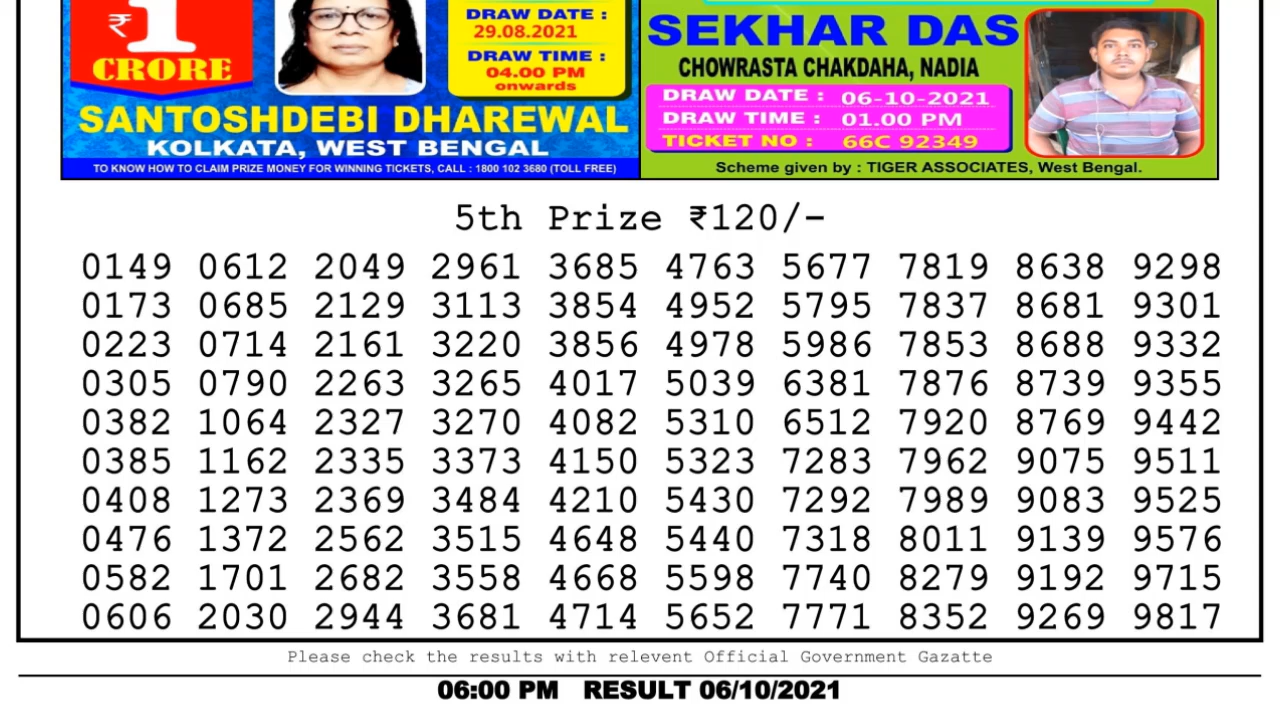 ₹1
CRORE
DRAW DATE :
29.08.2021
DRAW TIME :
04.00 PM
onwards
SANTOSHDEBI DHAREWAL
KOLKATA, WEST BENGAL
TO KNOW HOW TO CLAIM PRIZE MONEY FOR WINNING TICKETS, CALL : 1800 102 3680 (TOLL FREE)
SEKHAR DAS
CHOWRASTA CHAKDAHA, NADIA
DRAW DATE : 06-10-2021
DRAW TIME : 01.00 PM
TICKET NO : 66C 92349
Scheme given by : TIGER ASSOCIATES, West Bengal.
5th Prize ₹120/-
0149 0612 2049 2961 3685 4763 5677 7819 8638 9298
0173 0685 2129 3113 3854 4952 5795 7837 8681 9301
0223 0714 2161 3220 3856 4978 5986 7853 8688 9332
0305 0790 2263 3265 4017 5039 6381 7876 8739 9355
0382 1064 2327 3270 4082 5310 6512 7920 8769 9442
0385 1162 2335 3373 4150 5323 7283 7962 9075 9511
0408 1273 2369 3484 4210 5430 7292 7989 9083 9525
0476 1372 2562 3515 4648 5440 7318 8011 9139 9576
0582 1701 2682 3558 4668 5598 7740 8279 9192 9715
0606 2030 2944 3681 4714 5652 7771 8352 9269 9817
Please check the results with relevent Official Government Gazatte
06:00 PM RESULT 06/10/2021